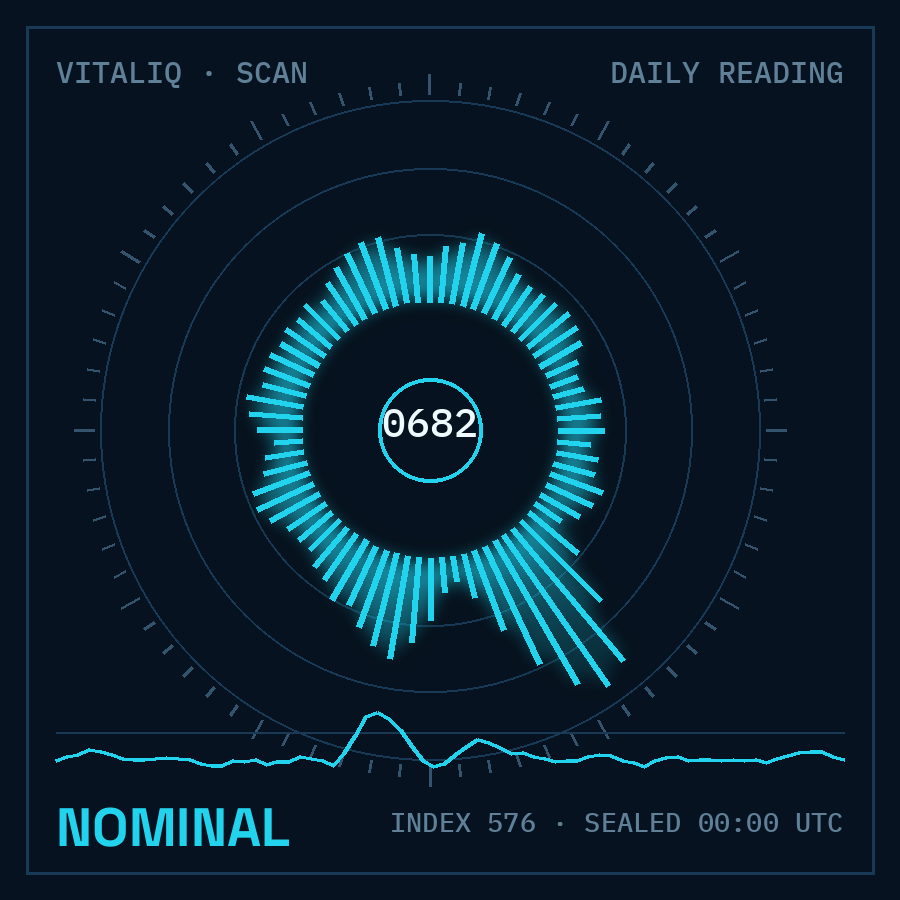 VITALIQ · SCAN
DAILY READING
0682
NOMINAL
INDEX 576 · SEALED 00:00 UTC